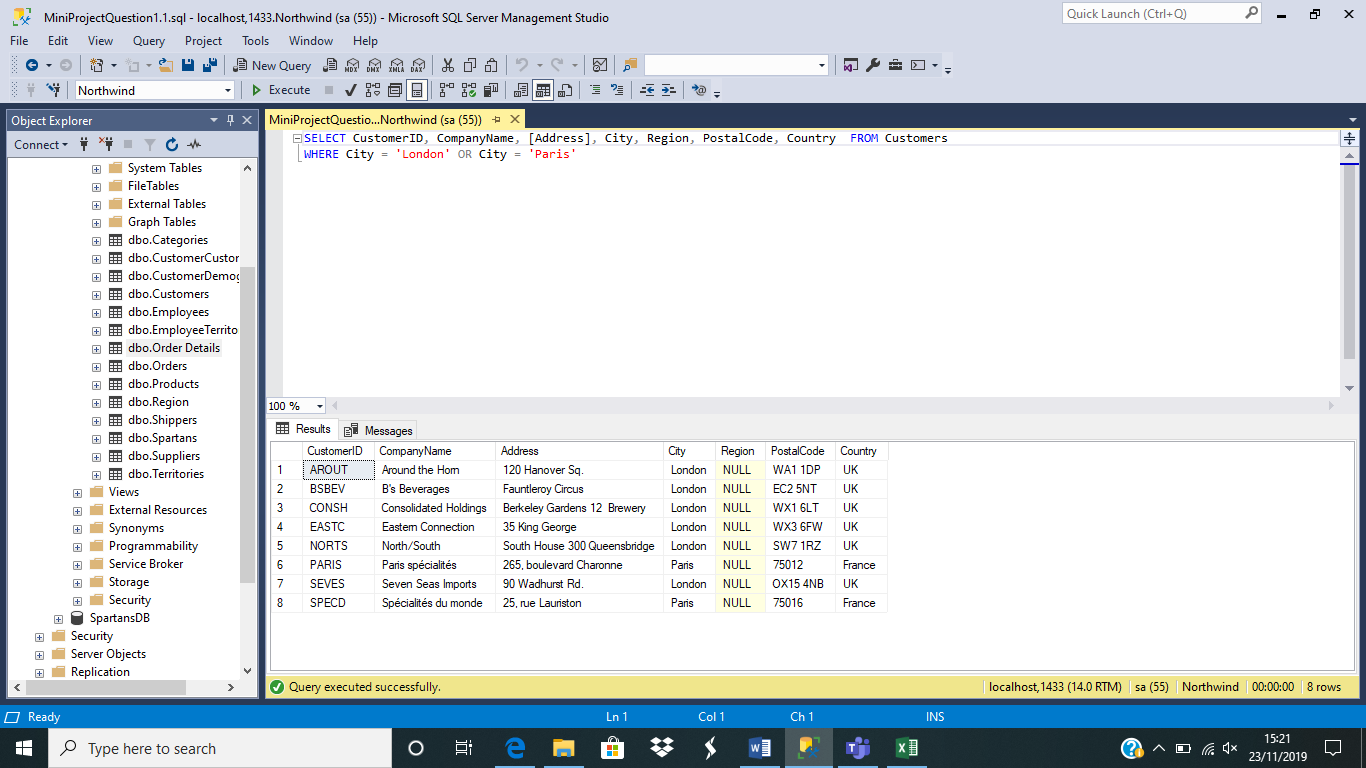 MiniProjectQuestion1.1.sql - localhost,1433.Northwind (sa (55)) - Microsoft SQL Server Management Studio
Quick Launch (Ctrl+Q)
File Edit View Query Project Tools Window Help
New Query MDX DMX XMLA DAX
Northwind Execute
Object Explorer
Connect
System Tables
FileTables
External Tables
Graph Tables
dbo.Categories
dbo.CustomerCustor
dbo.CustomerDemog
dbo.Customers
dbo.Employees
dbo.EmployeeTerrito
dbo.Order Details
dbo.Orders
dbo.Products
dbo.Region
dbo.Shippers
dbo.Spartans
dbo.Suppliers
dbo.Territories
Views
External Resources
Synonyms
Programmability
Service Broker
Storage
Security
SpartansDB
Security
Server Objects
Replication
MiniProjectQuestio...Northwind (sa (55))
SELECT CustomerID, CompanyName, [Address], City, Region, PostalCode, Country FROM Customers
WHERE City = 'London' OR City = 'Paris'
100 %
Results Messages
CustomerID CompanyName Address City Region PostalCode Country
1 AROUT Around the Horn 120 Hanover Sq. London NULL WA1 1DP UK
2 BSBEV B's Beverages Fauntleroy Circus London NULL EC2 5NT UK
3 CONSH Consolidated Holdings Berkeley Gardens 12 Brewery London NULL WX1 6LT UK
4 EASTC Eastern Connection 35 King George London NULL WX3 6FW UK
5 NORTS North/South South House 300 Queensbridge London NULL SW7 1RZ UK
6 PARIS Paris spécialités 265, boulevard Charonne Paris NULL 75012 France
7 SEVES Seven Seas Imports 90 Wadhurst Rd. London NULL OX15 4NB UK
8 SPECD Spécialités du monde 25, rue Lauriston Paris NULL 75016 France
Query executed successfully. localhost,1433 (14.0 RTM) sa (55) Northwind 00:00:00 8 rows
Ready Ln 1 Col 1 Ch 1 INS
Type here to search
15:21
23/11/2019